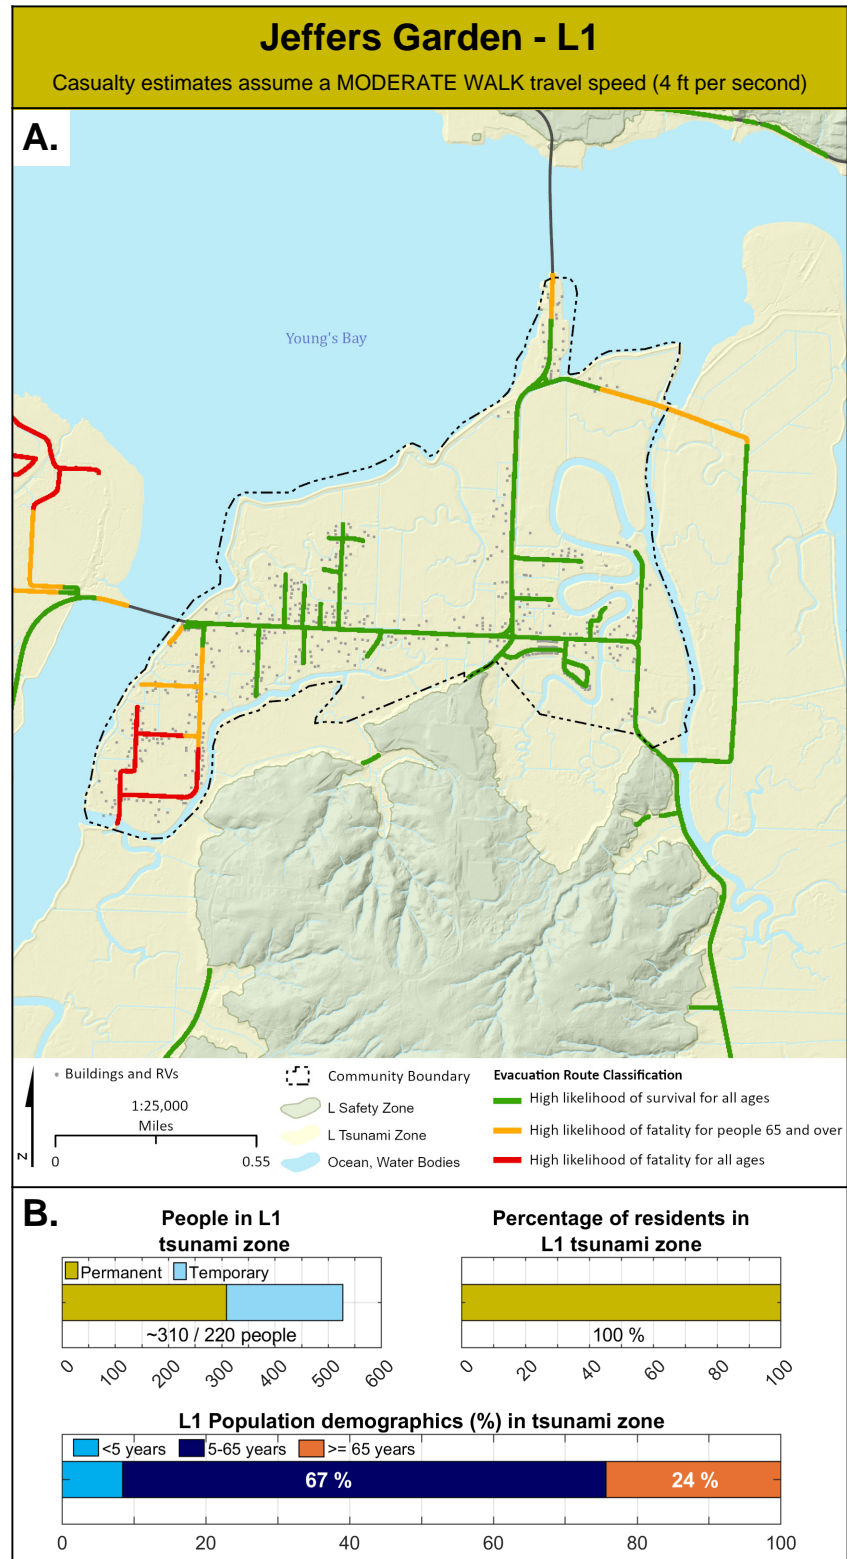 Jeffers Garden - L1
Casualty estimates assume a MODERATE WALK travel speed (4 ft per second)
A.
Young's Bay
Buildings and RVs
1:25,000
Miles
0 0.55
N
Community Boundary
L Safety Zone
L Tsunami Zone
Ocean, Water Bodies
Evacuation Route Classification
High likelihood of survival for all ages
High likelihood of fatality for people 65 and over
High likelihood of fatality for all ages
B.
People in L1
tsunami zone
Permanent Temporary
~310 / 220 people
0 100 200 300 400 500 600
Percentage of residents in
L1 tsunami zone
100 %
0 20 40 60 80 100
L1 Population demographics (%) in tsunami zone
<5 years 5-65 years >= 65 years
67 % 24 %
0 20 40 60 80 100